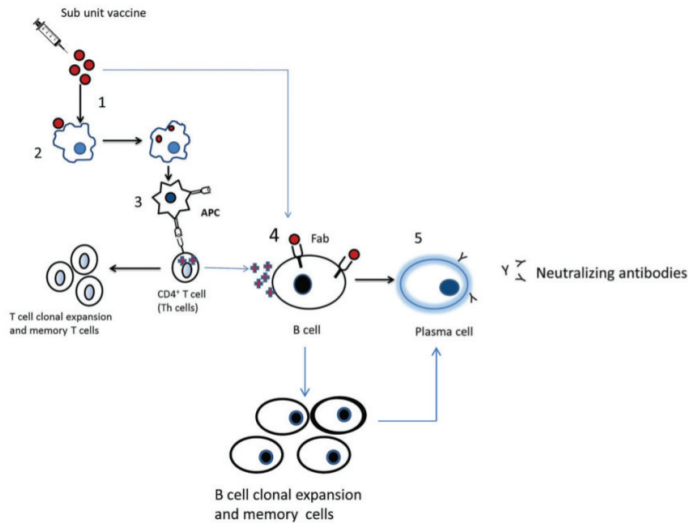 Sub unit vaccine
1
2
3
APC
4
Fab
5
Y
Neutralizing antibodies
CD4⁺ T cell
(Th cells)
T cell clonal expansion
and memory T cells
B cell
Plasma cell
B cell clonal expansion
and memory cells